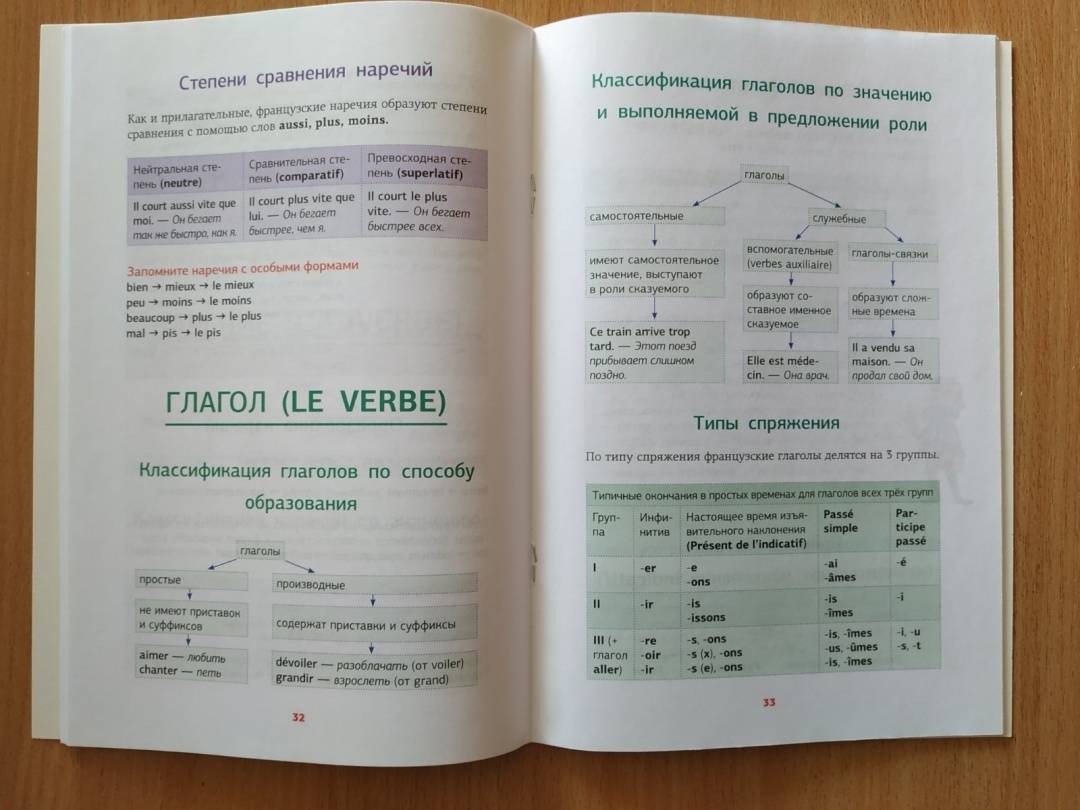 Степени сравнения наречий
Как и прилагательные, французские наречия образуют степени
сравнения с помощью слов aussi, plus, moins.
Нейтральная сте-
пень (neutre)
Сравнительная сте-
пень (comparatif)
Превосходная сте-
пень (superlatif)
Il court aussi vite que
moi. — Он бегает
так же быстро, как я.
Il court plus vite que
lui. — Он бегает
быстрее, чем я.
Il court le plus
vite. — Он бегает
быстрее всех.
Запомните наречия с особыми формами
bien → mieux → le mieux
peu → moins → le moins
beaucoup → plus → le plus
mal → pis → le pis
ГЛАГОЛ (LE VERBE)
Классификация глаголов по способу
образования
глаголы
простые
производные
не имеют приставок
и суффиксов
содержат приставки и суффиксы
aimer — любить
chanter — петь
dévoiler — разоблачать (от voiler)
grandir — взрослеть (от grand)
32
Классификация глаголов по значению
и выполняемой в предложении роли
глаголы
самостоятельные
служебные
имеют самостоятельное
значение, выступают
в роли сказуемого
вспомогательные
(verbes auxiliaire)
глаголы-связки
образуют со-
ставное именное
сказуемое
образуют слож-
ные времена
Ce train arrive trop
tard. — Этот поезд
прибывает слишком
поздно.
Elle est méde-
cin. — Она врач.
Il a vendu sa
maison. — Он
продал свой дом.
Типы спряжения
По типу спряжения французские глаголы делятся на 3 группы.
Типичные окончания в простых временах для глаголов всех трёх групп
Груп-
па
Инфи-
нитив
Настоящее время изъя-
вительного наклонения
(Présent de l'indicatif)
Passé
simple
Par-
ticipe
passé
I
-er
-e
-ons
-ai
-âmes
-é
II
-ir
-is
-issons
-is
-îmes
-i
III (+
глагол
aller)
-re
-oir
-ir
-s, -ons
-s (x), -ons
-s (e), -ons
-is, -îmes
-us, -ûmes
-is, -îmes
-i, -u
-s, -t
33